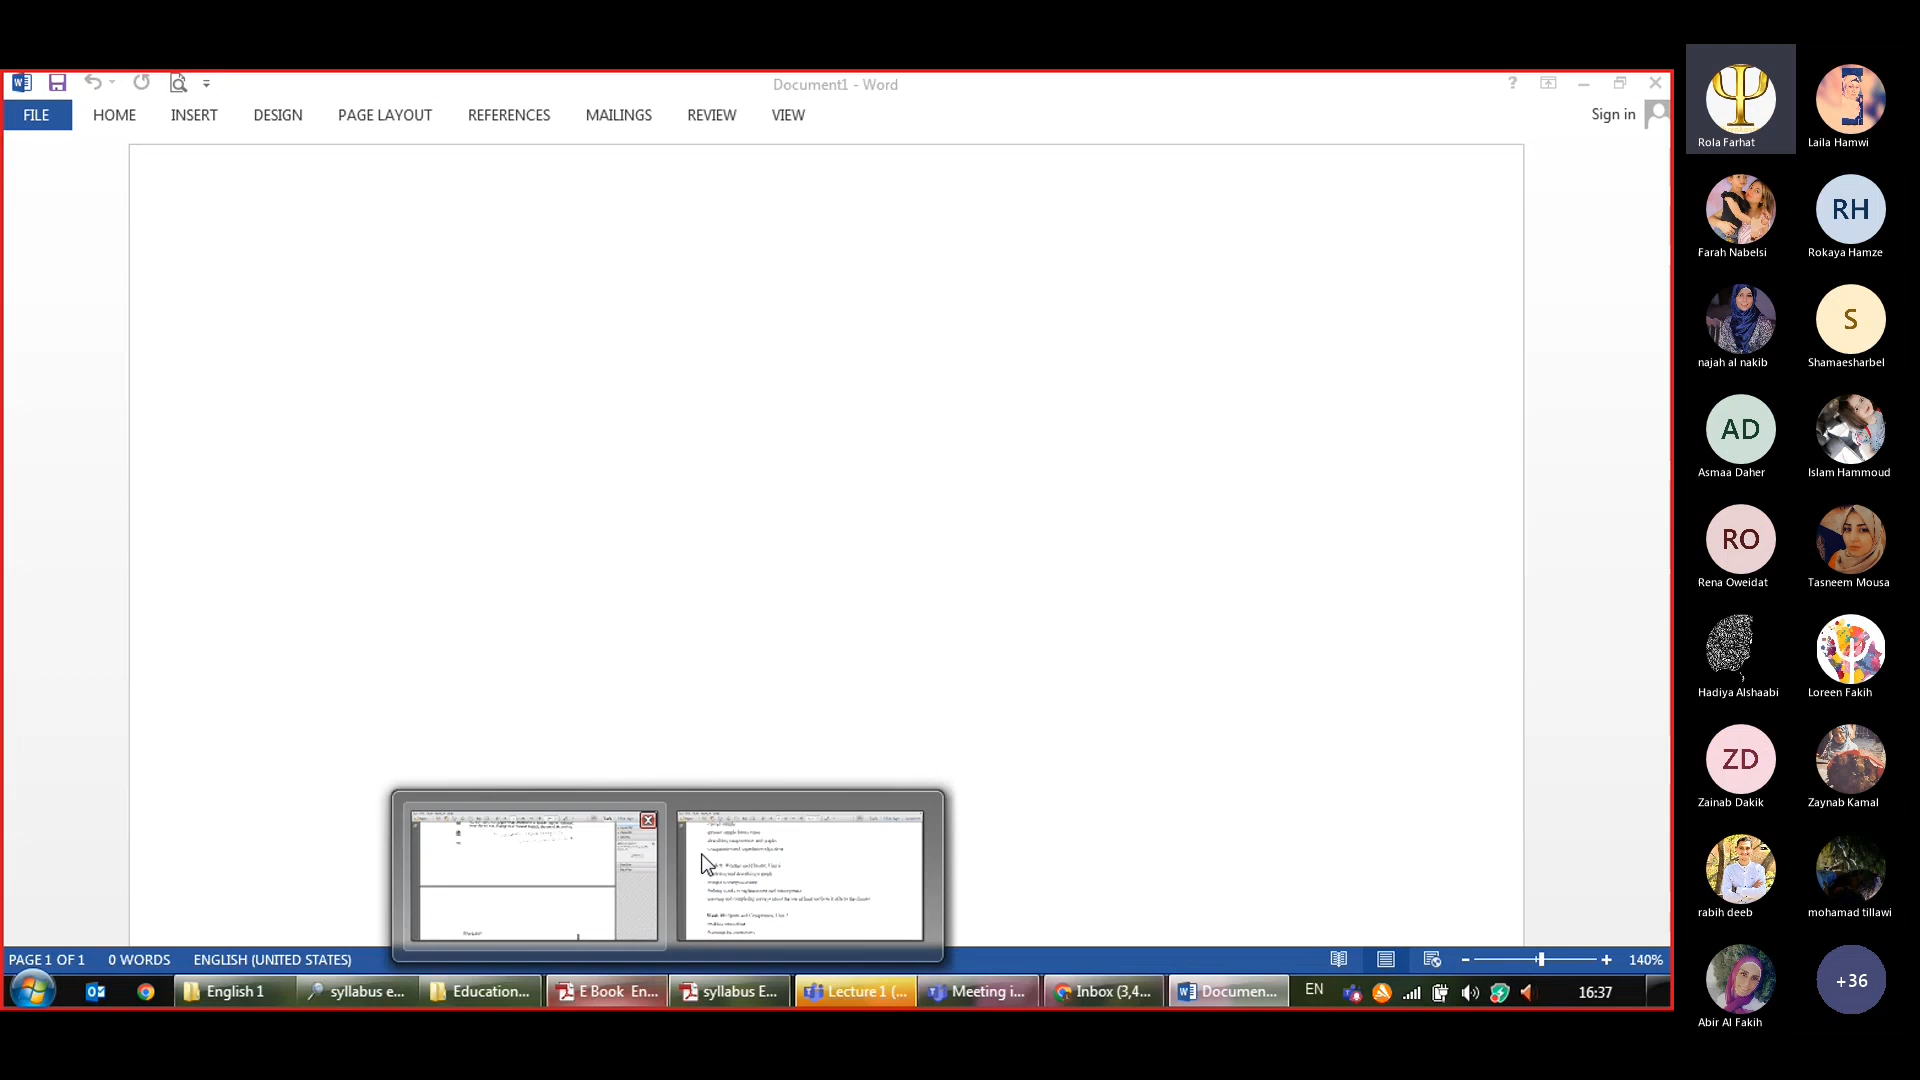 Document1 - Word
FILE HOME INSERT DESIGN PAGE LAYOUT REFERENCES MAILINGS REVIEW VIEW
Sign in
PAGE 1 OF 1 0 WORDS ENGLISH (UNITED STATES)
140%
English 1
syllabus e...
Education...
E Book En...
syllabus E...
Lecture 1 (...
Meeting i...
Inbox (3,4...
Documen...
EN
16:37
Rola Farhat
Laila Hamwi
Farah Nabelsi
RH
Rokaya Hamze
najah al nakib
S
Shamaesharbel
AD
Asmaa Daher
Islam Hammoud
RO
Rena Oweidat
Tasneem Mousa
Hadiya Alshaabi
Loreen Fakih
ZD
Zainab Dakik
Zaynab Kamal
rabih deeb
mohamad tillawi
Abir Al Fakih
+36